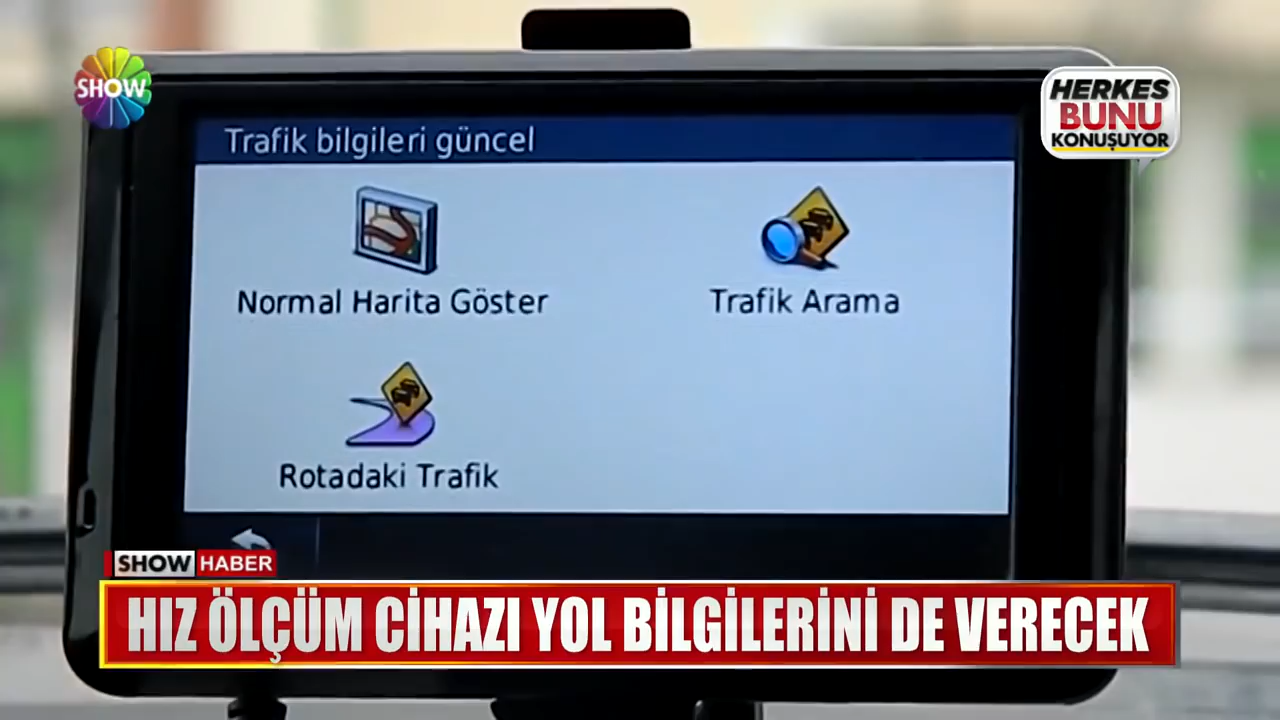 SHOW
HERKES
BUNU
KONUŞUYOR
Trafik bilgileri güncel
Normal Harita Göster
Trafik Arama
Rotadaki Trafik
SHOW HABER
HIZ ÖLÇÜM CİHAZI YOL BİLGİLERİNİ DE VERECEK